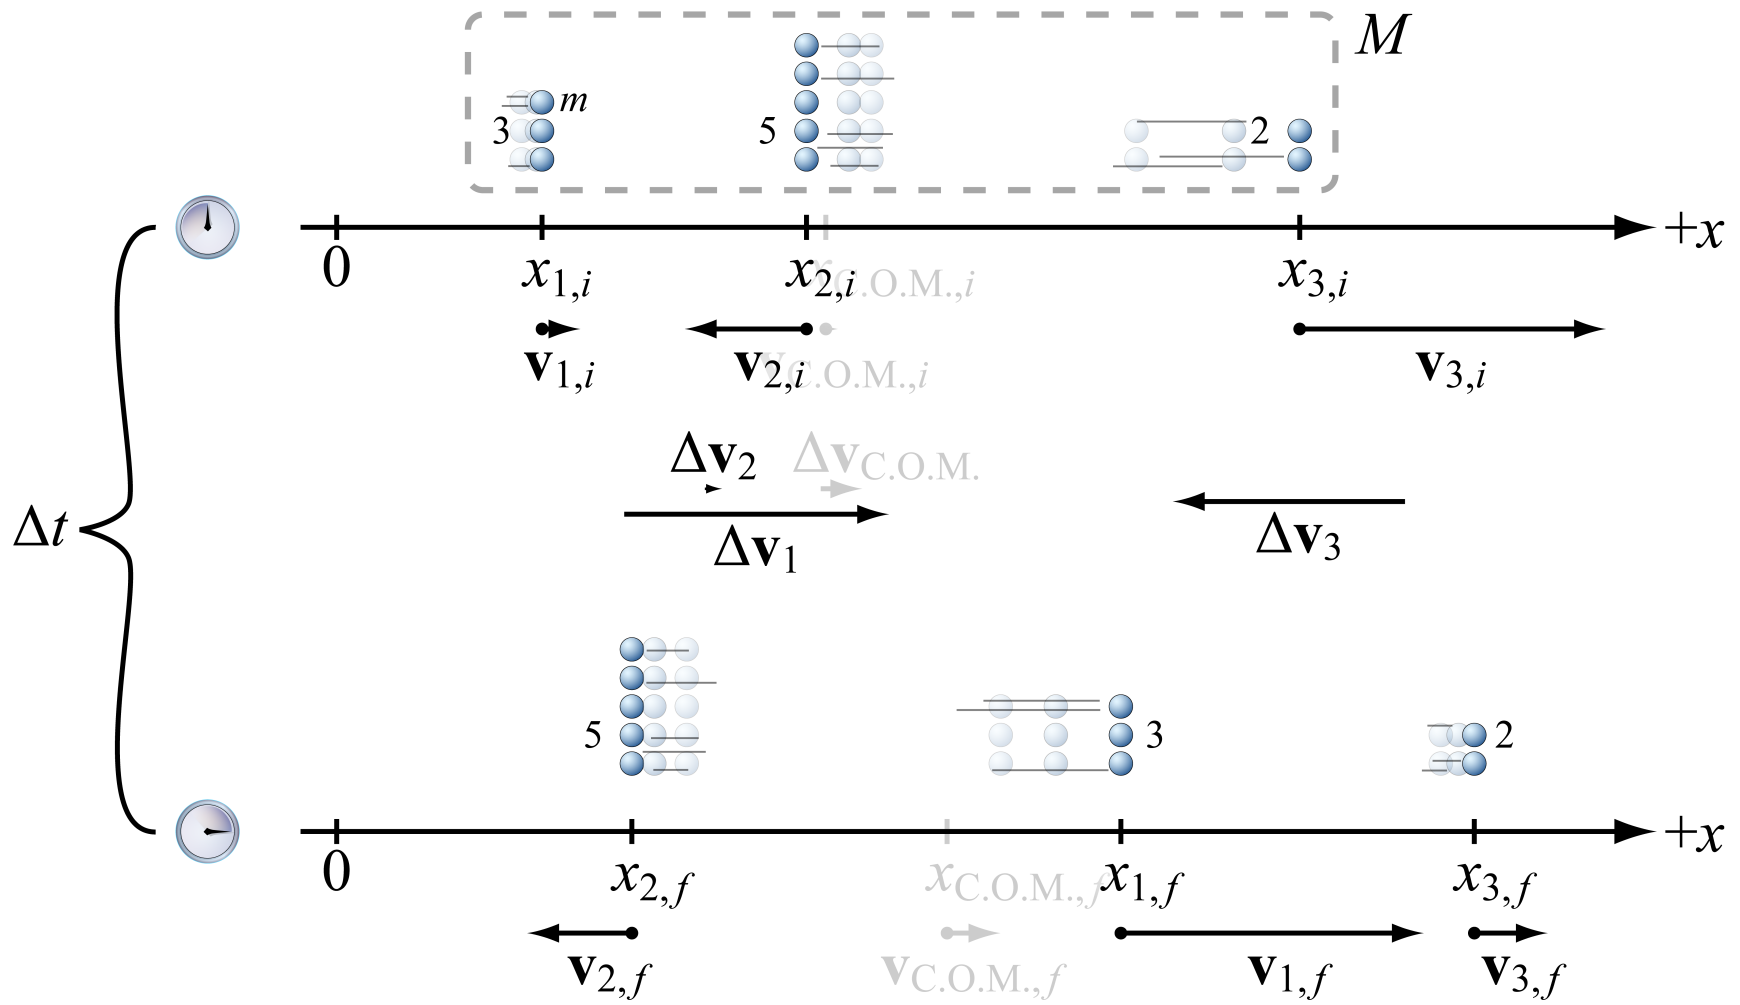 M
m
3
5
2
+x
0
x1,i
x2,i
xC.O.M.,i
x3,i
v1,i
v2,i
vC.O.M.,i
v3,i
Δv2
ΔvC.O.M.
Δt
Δv1
Δv3
5
3
2
+x
0
x2,f
xC.O.M.,f
x1,f
x3,f
v2,f
vC.O.M.,f
v1,f
v3,f